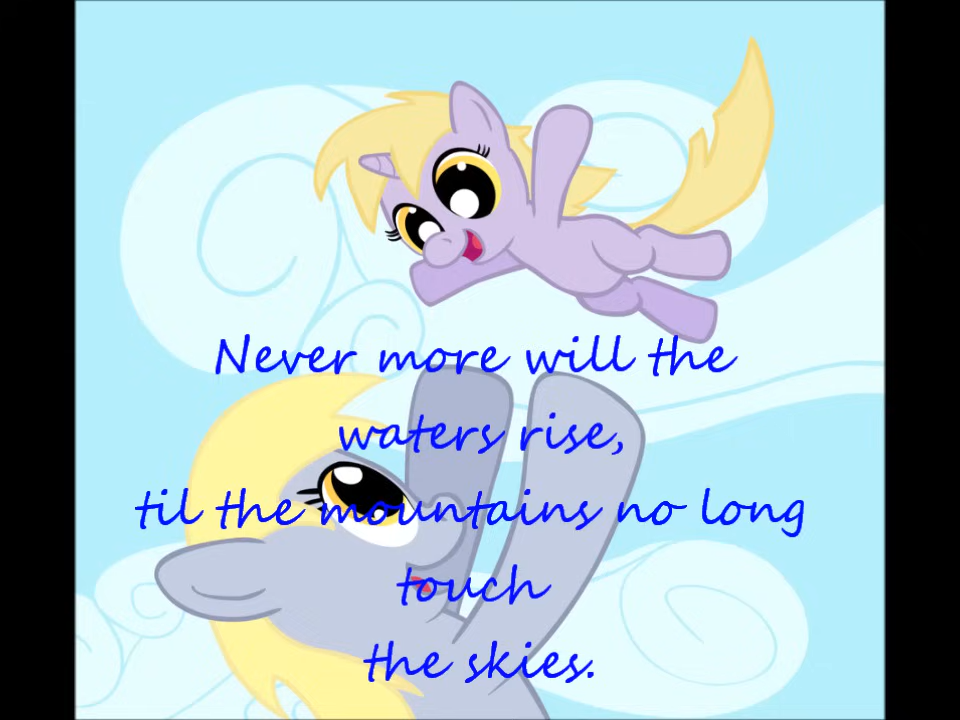 Never more will the
waters rise,
til the mountains no long
touch
the skies.